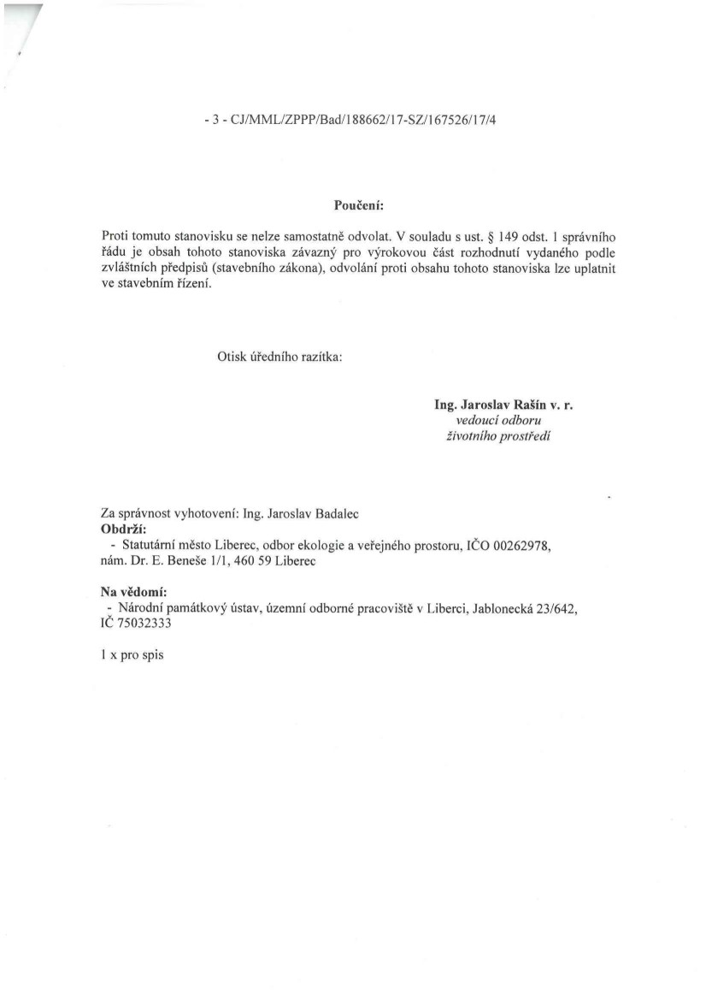 - 3 - CJ/MML/ZPPP/Bad/188662/17-SZ/167526/17/4
Poučení:
Proti tomuto stanovisku se nelze samostatně odvolat. V souladu s ust. § 149 odst. 1 správního
řádu je obsah tohoto stanoviska závazný pro výrokovou část rozhodnutí vydaného podle
zvláštních předpisů (stavebního zákona), odvolání proti obsahu tohoto stanoviska lze uplatnit
ve stavebním řízení.
Otisk úředního razítka:
Ing. Jaroslav Rašín v. r.
vedoucí odboru
životního prostředí
Za správnost vyhotovení: Ing. Jaroslav Badalec
Obdrží:
- Statutární město Liberec, odbor ekologie a veřejného prostoru, IČO 00262978,
nám. Dr. E. Beneše 1/1, 460 59 Liberec
Na vědomí:
- Národní památkový ústav, územní odborné pracoviště v Liberci, Jablonecká 23/642,
IČ 75032333
1 x pro spis